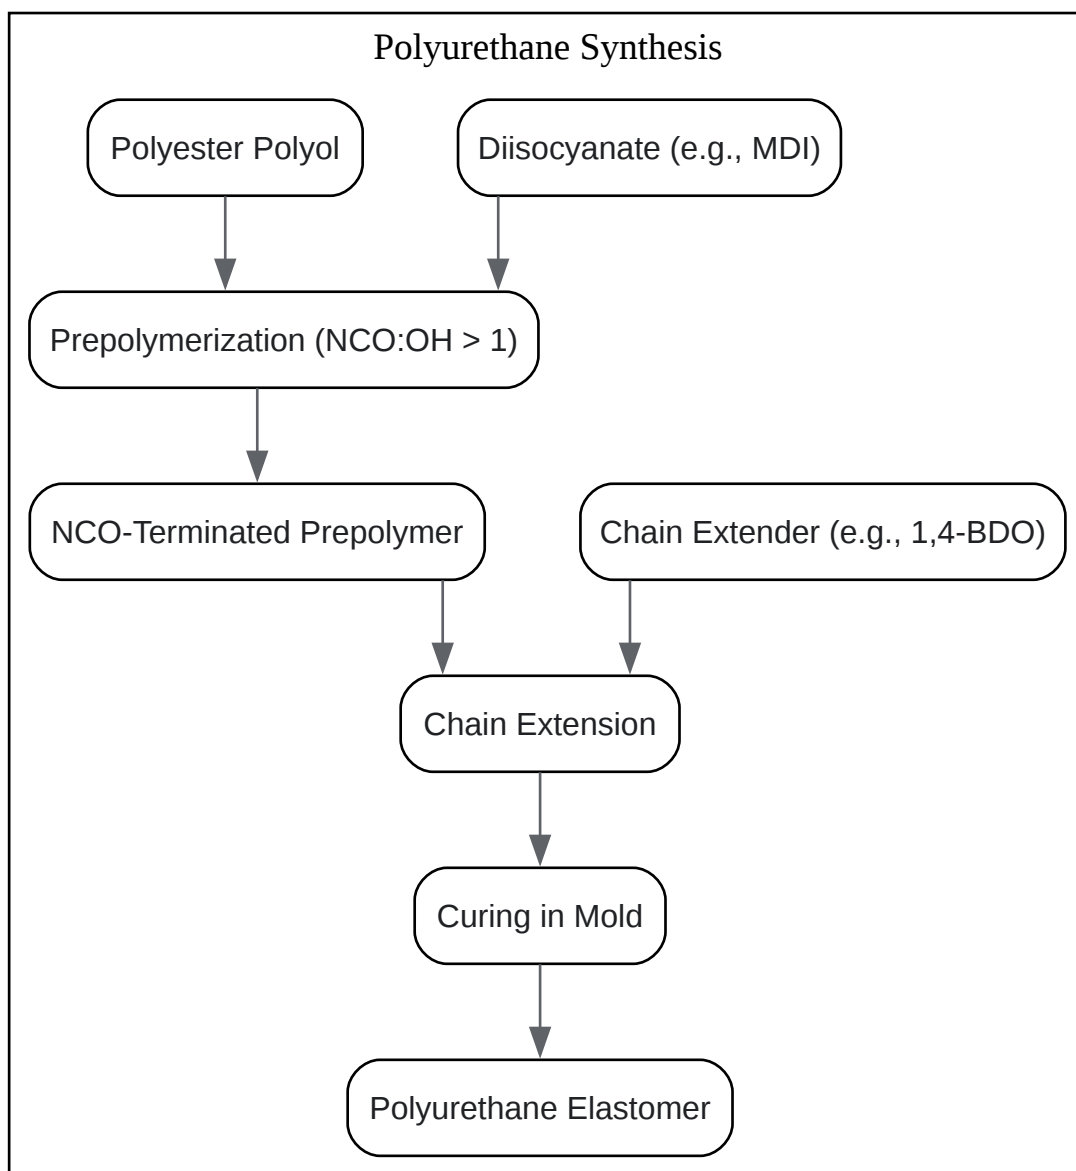 Polyurethane Synthesis
Polyester Polyol
Diisocyanate (e.g., MDI)
Prepolymerization (NCO:OH > 1)
NCO-Terminated Prepolymer
Chain Extender (e.g., 1,4-BDO)
Chain Extension
Curing in Mold
Polyurethane Elastomer